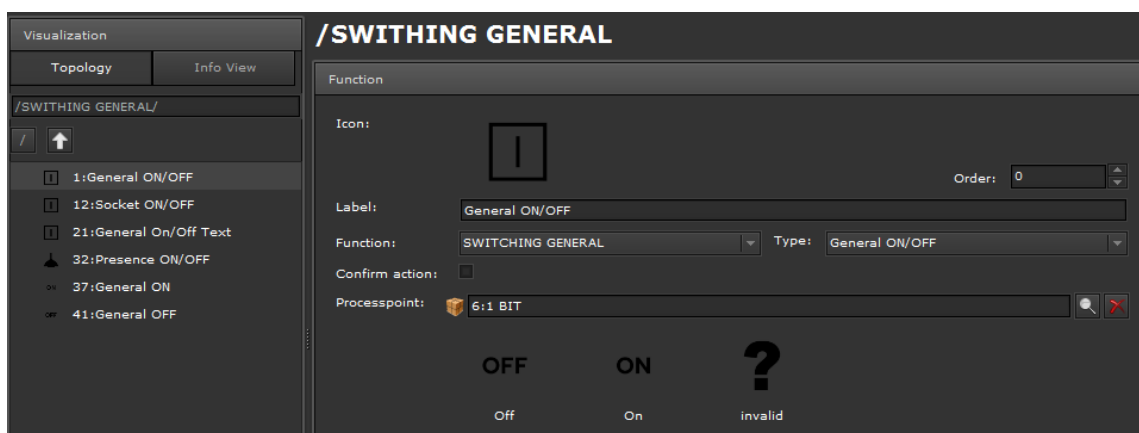 Visualization
Topology
Info View
/SWITHING GENERAL/
/
1:General ON/OFF
12:Socket ON/OFF
21:General On/Off Text
32:Presence ON/OFF
ON 37:General ON
OFF 41:General OFF
/SWITHING GENERAL
Function
Icon:
Order: 0
Label: General ON/OFF
Function: SWITCHING GENERAL Type: General ON/OFF
Confirm action:
Processpoint: 6:1 BIT
OFF ON ?
Off On invalid